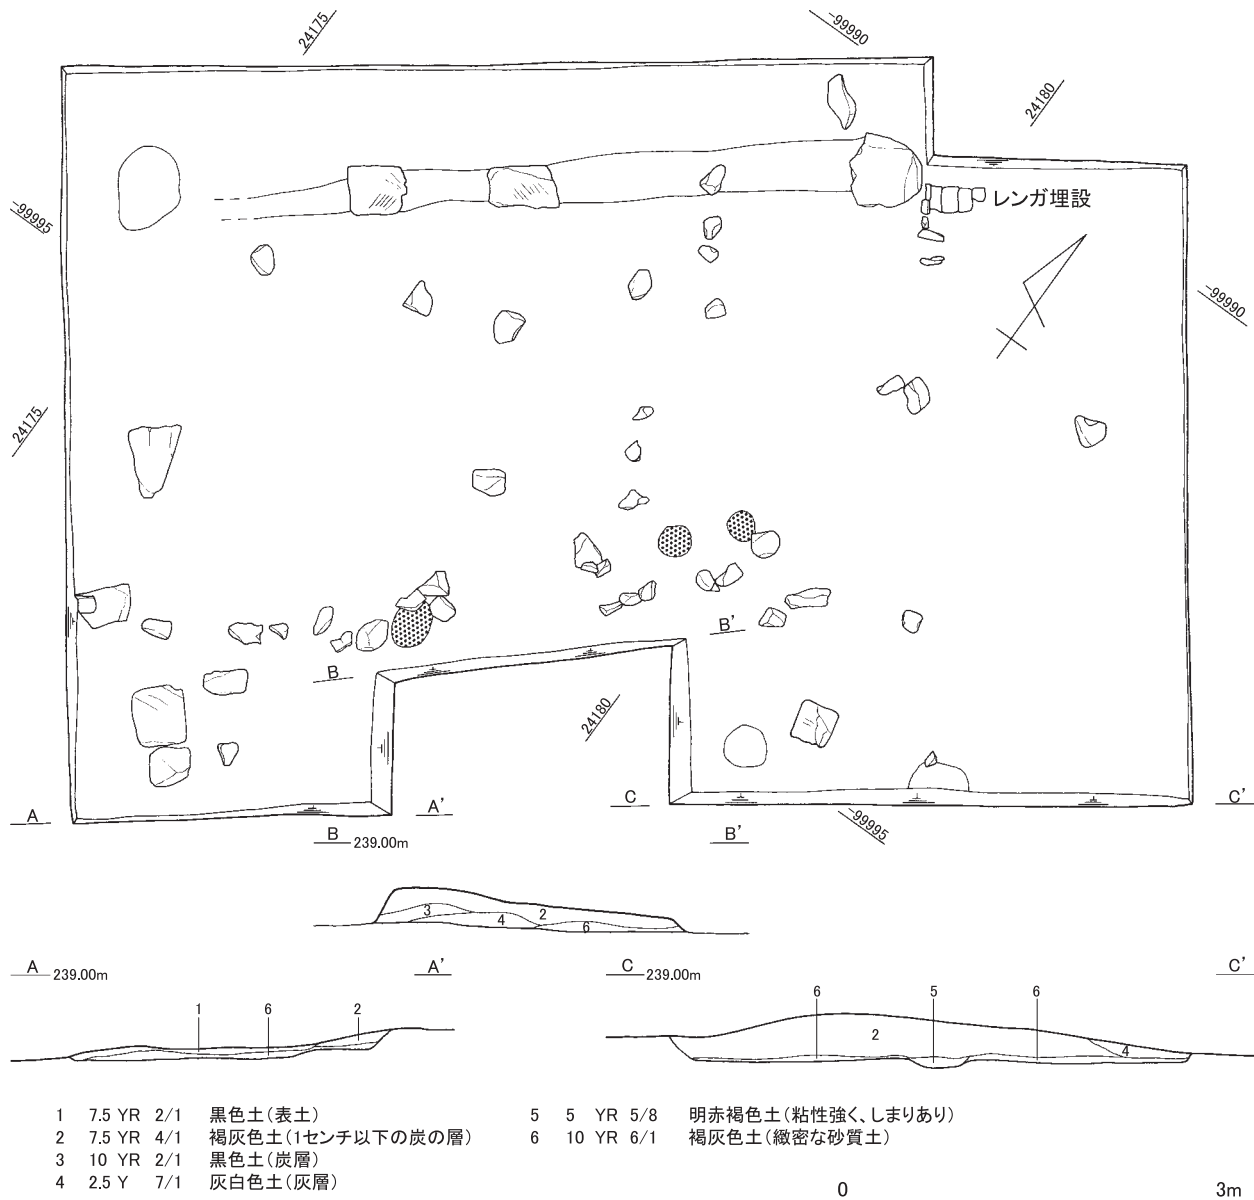 24175
-99990
24180
-99995
レンガ埋設
-99990
24175
B'
B
24180
A
A'
C
C'
B 239.00m
B'
-99995
3
4
2
6
A 239.00m
A'
C 239.00m
C'
1
6
2
6
5
6
2
4
1 7.5 YR 2/1 黒色土(表土)
2 7.5 YR 4/1 褐灰色土(1センチ以下の炭の層)
3 10 YR 2/1 黒色土(炭層)
4 2.5 Y 7/1 灰白色土(灰層)
5 5 YR 5/8 明赤褐色土(粘性強く、しまりあり)
6 10 YR 6/1 褐灰色土(緻密な砂質土)
0 3m